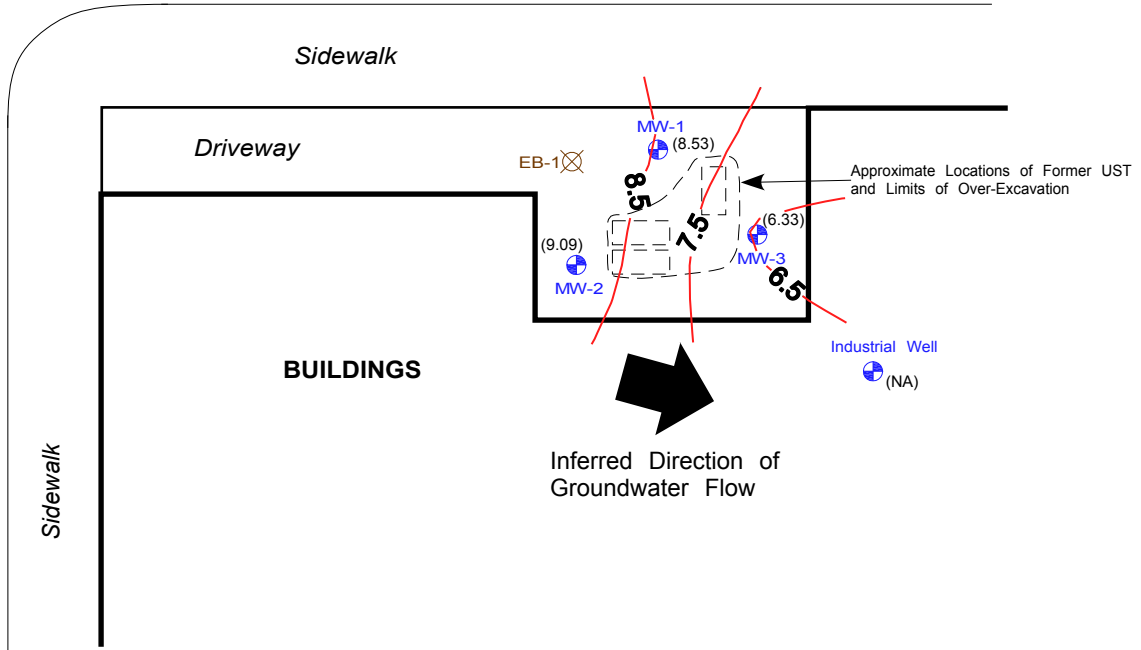 Sidewalk
MW-1
Driveway
(8.53)
EB-1
Approximate Locations of Former UST
and Limits of Over-Excavation
8.5
(6.33)
7.5
(9.09)
MW-3
MW-2
6.5
Industrial Well
BUILDINGS
(NA)
Inferred Direction of
Groundwater Flow
Sidewalk